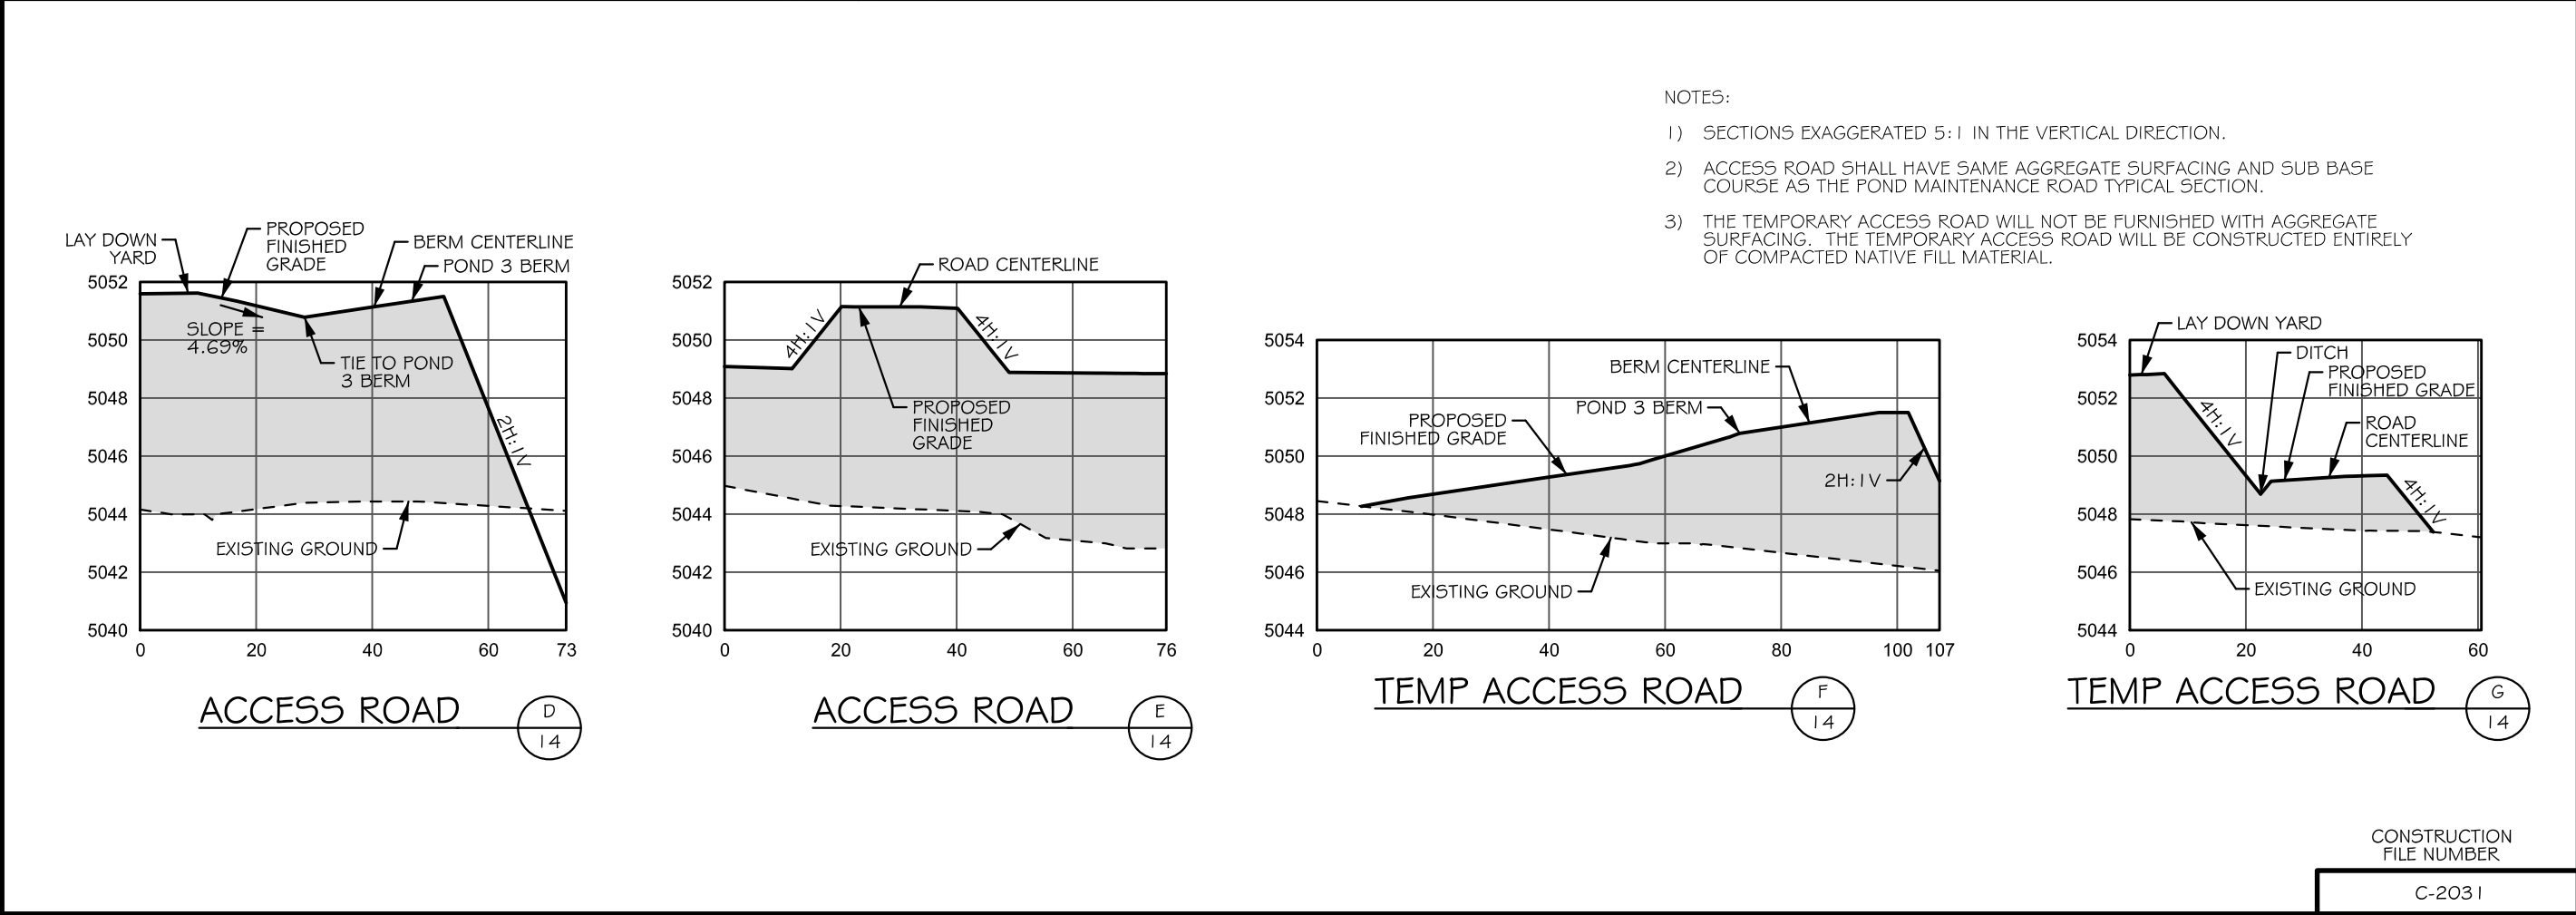 NOTES:
1) SECTIONS EXAGGERATED 5:1 IN THE VERTICAL DIRECTION.
2) ACCESS ROAD SHALL HAVE SAME AGGREGATE SURFACING AND SUB BASE
COURSE AS THE POND MAINTENANCE ROAD TYPICAL SECTION.
3) THE TEMPORARY ACCESS ROAD WILL NOT BE FURNISHED WITH AGGREGATE
SURFACING. THE TEMPORARY ACCESS ROAD WILL BE CONSTRUCTED ENTIRELY
OF COMPACTED NATIVE FILL MATERIAL.
LAY DOWN
YARD
PROPOSED
FINISHED
GRADE
BERM CENTERLINE
POND 3 BERM
SLOPE =
4.69%
TIE TO POND
3 BERM
2H:1V
EXISTING GROUND
5052
5050
5048
5046
5044
5042
5040
0 20 40 60 73
ACCESS ROAD
D
14
ROAD CENTERLINE
4H:1V
4H:1V
PROPOSED
FINISHED
GRADE
EXISTING GROUND
5052
5050
5048
5046
5044
5042
5040
0 20 40 60 76
ACCESS ROAD
E
14
BERM CENTERLINE
POND 3 BERM
PROPOSED
FINISHED GRADE
2H:1V
EXISTING GROUND
5054
5052
5050
5048
5046
5044
0 20 40 60 80 100 107
TEMP ACCESS ROAD
F
14
LAY DOWN YARD
DITCH
PROPOSED
FINISHED GRADE
ROAD
CENTERLINE
4H:1V
4H:1V
EXISTING GROUND
5054
5052
5050
5048
5046
5044
0 20 40 60
TEMP ACCESS ROAD
G
14
CONSTRUCTION
FILE NUMBER
C-2031